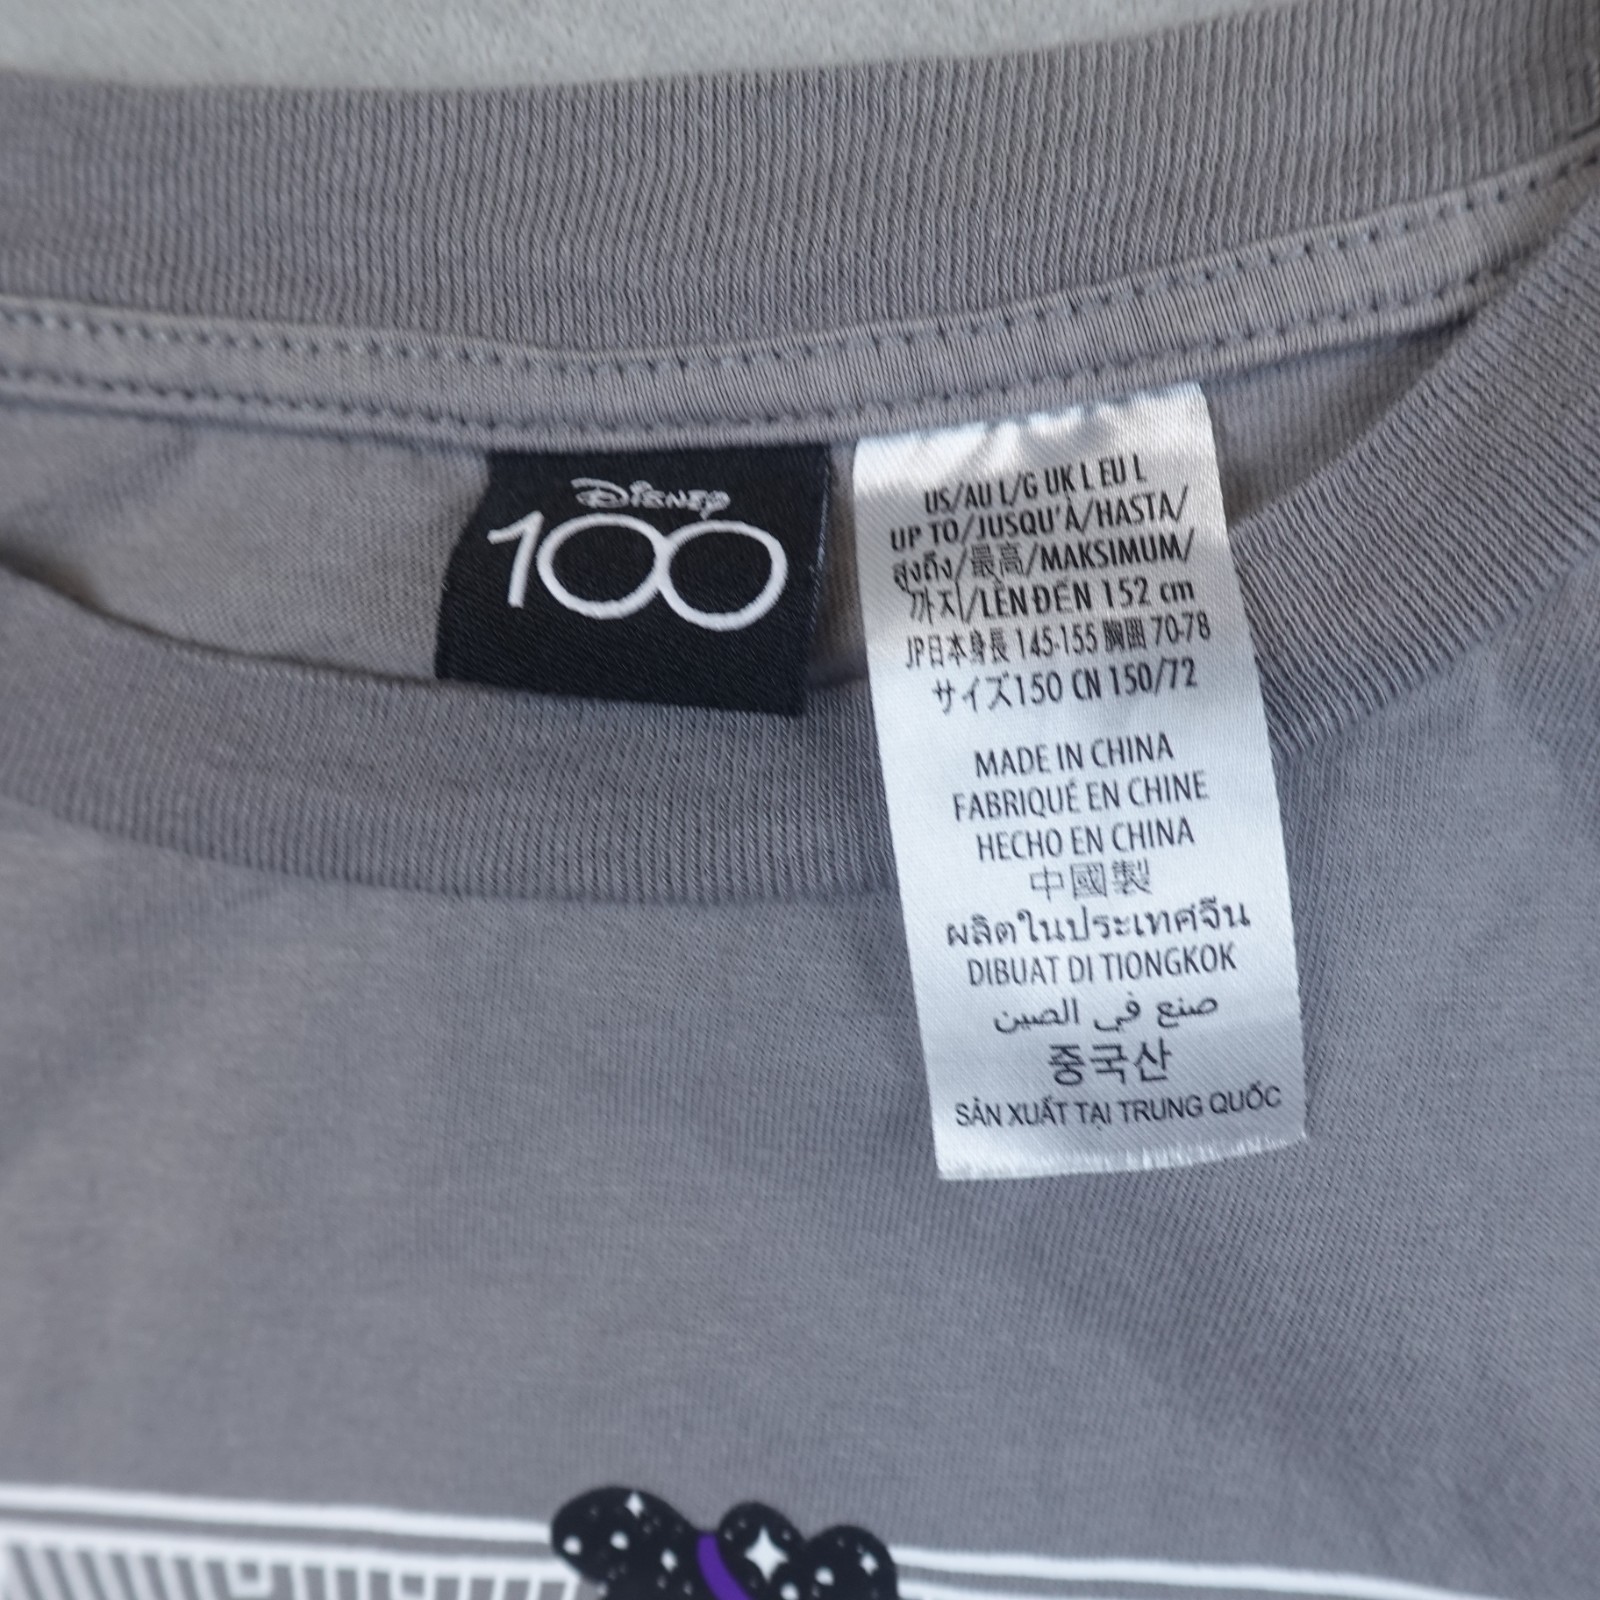 Disney
100
US/AU L/G UK L EU L
UP TO/JUSQU'À/HASTA/
สูงถึง/最高/MAKSIMUM/
까지/LÊN ĐẾN 152 cm
JP日本身長 145-155 胸囲 70-78
サイズ150 CN 150/72
MADE IN CHINA
FABRIQUÉ EN CHINE
HECHO EN CHINA
中國製
ผลิตในประเทศจีน
DIBUAT DI TIONGKOK
صنع في الصين
중국산
SẢN XUẤT TẠI TRUNG QUỐC